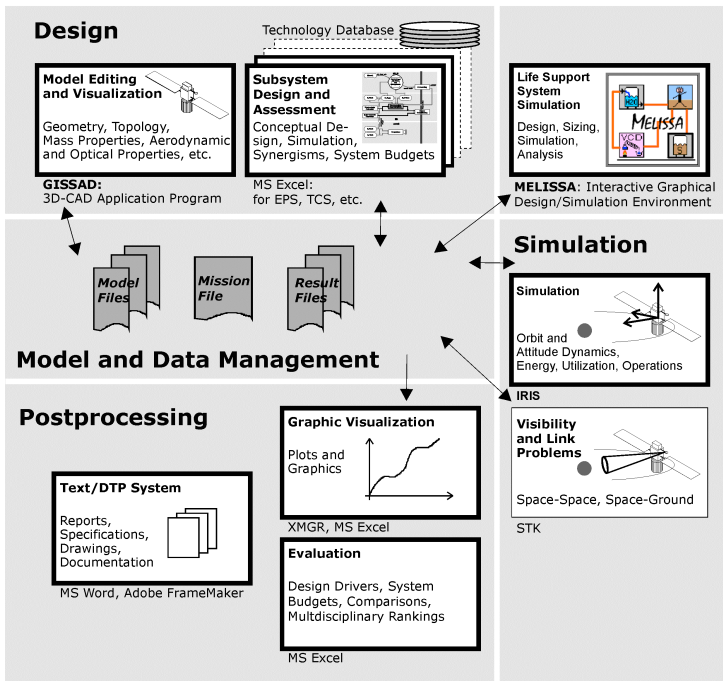 Design
Technology Database
Model Editing
and Visualization
Geometry, Topology,
Mass Properties, Aerodynamic
and Optical Properties, etc.
GISSAD:
3D-CAD Application Program
Subsystem
Design and
Assessment
Conceptual De-
sign, Simulation,
Synergisms, System Budgets
MS Excel:
for EPS, TCS, etc.
Life Support
System
Simulation
Design, Sizing,
Simulation,
Analysis
H2O
MELISSA
VCD
MELISSA: Interactive Graphical
Design/Simulation Environment
Model
Files
Mission
File
Result
Files
Model and Data Management
Simulation
Simulation
Orbit and
Attitude Dynamics,
Energy, Utilization, Operations
IRIS
Visibility
and Link
Problems
Space-Space, Space-Ground
STK
Postprocessing
Text/DTP System
Reports,
Specifications,
Drawings,
Documentation
MS Word, Adobe FrameMaker
Graphic Visualization
Plots and
Graphics
XMGR, MS Excel
Evaluation
Design Drivers, System
Budgets, Comparisons,
Multdisciplinary Rankings
MS Excel